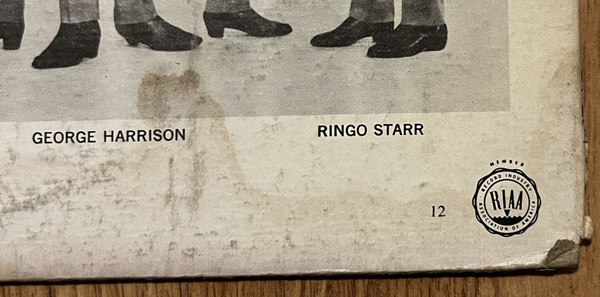 GEORGE HARRISON
RINGO STARR
12
MEMBER
RECORD INDUSTRY
RIAA
ASSOCIATION OF AMERICA